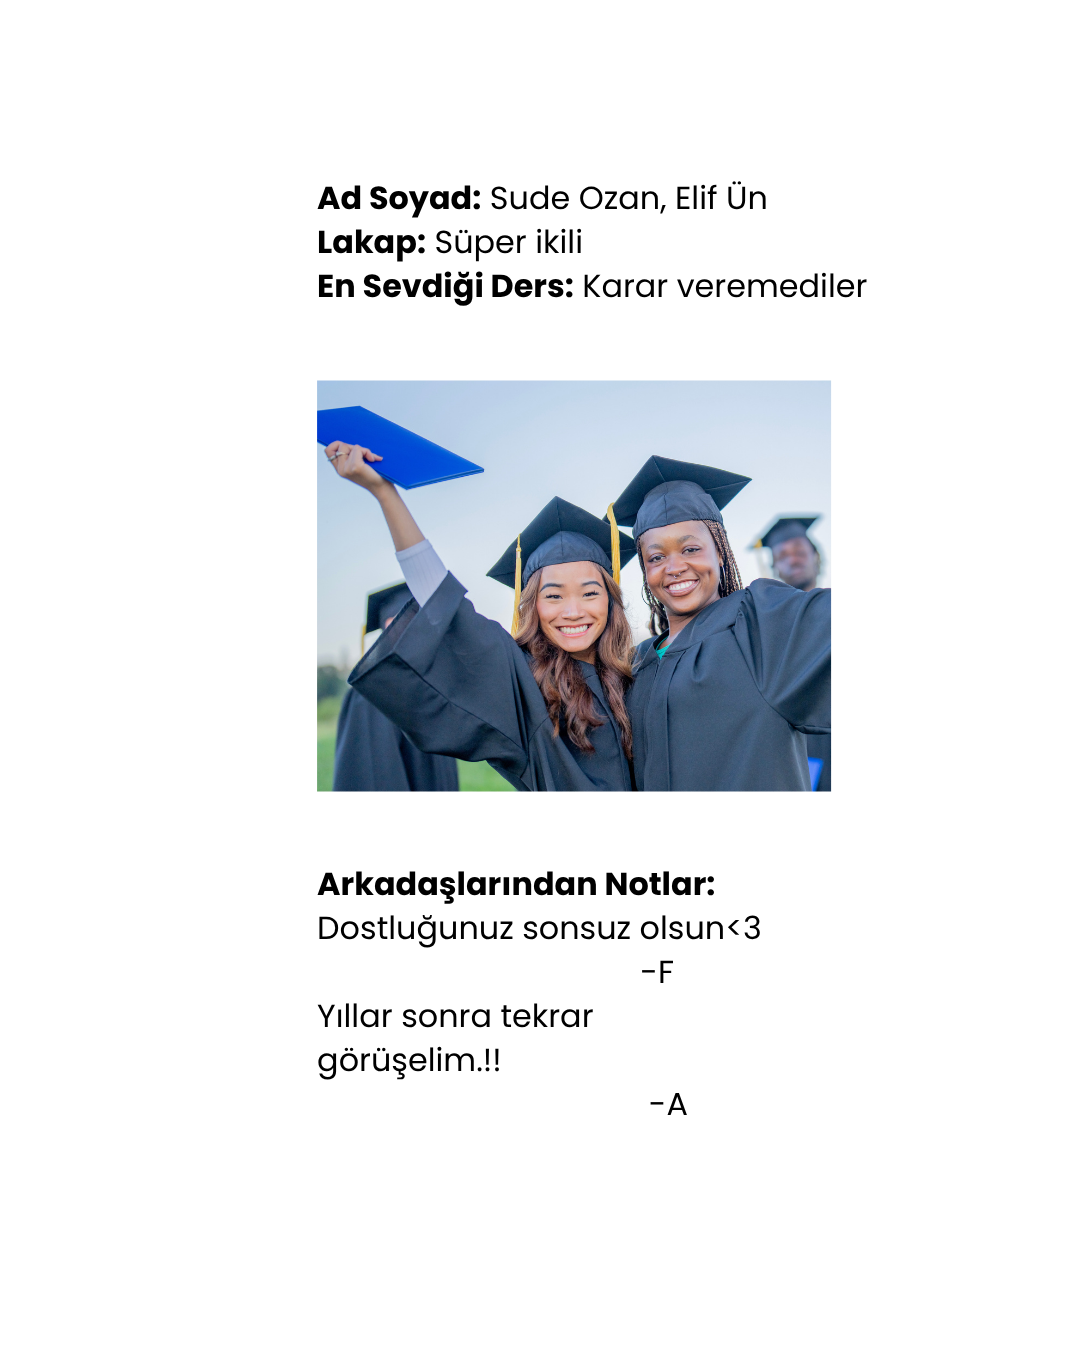 Ad Soyad: Sude Ozan, Elif Ün
Lakap: Süper ikili
En Sevdiği Ders: Karar veremediler
Arkadaşlarından Notlar:
Dostluğunuz sonsuz olsun<3
-F
Yıllar sonra tekrar
görüşelim.!!
-A